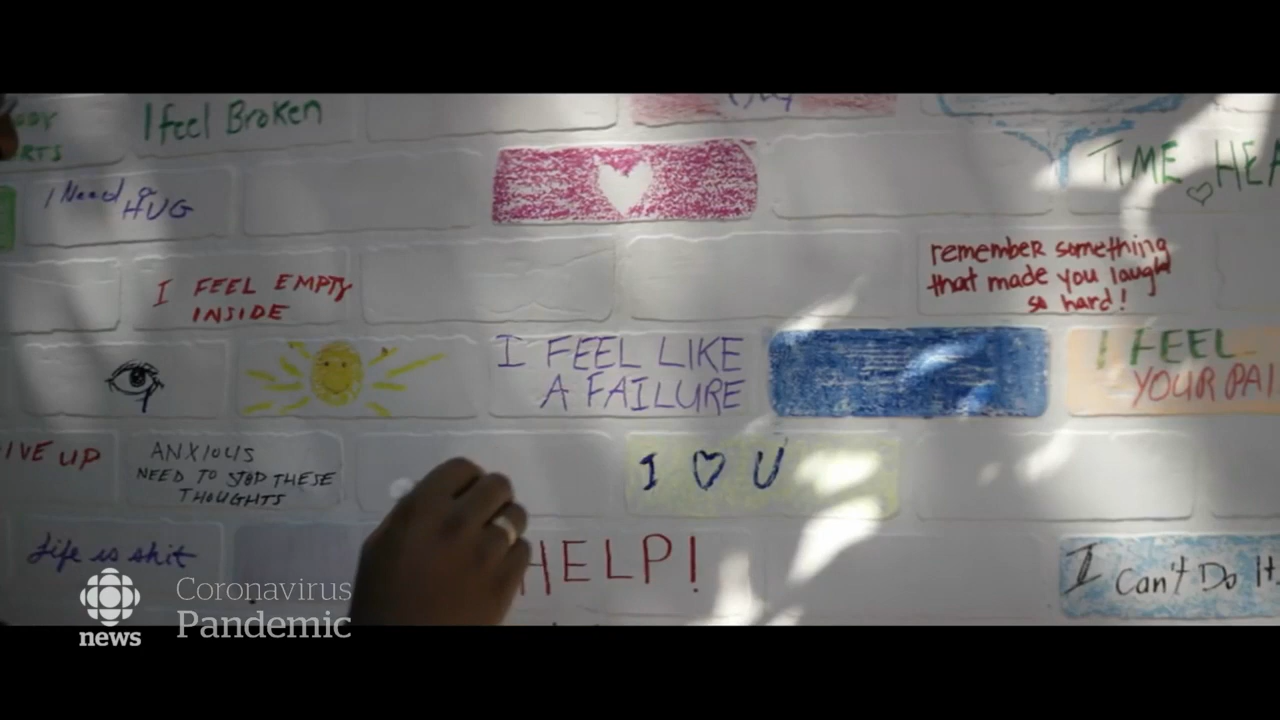 I feel Broken
I Need a
HUG
TIME HEA
I FEEL EMPTY
INSIDE
remember something
that made you laugh
so hard!
I FEEL LIKE
A FAILURE
I FEEL
YOUR PAI
IVE UP
ANXIOUS
NEED TO STOP THESE
THOUGHTS
I ♡ U
Life is shit
HELP!
I Can't Do It
news
Coronavirus
Pandemic